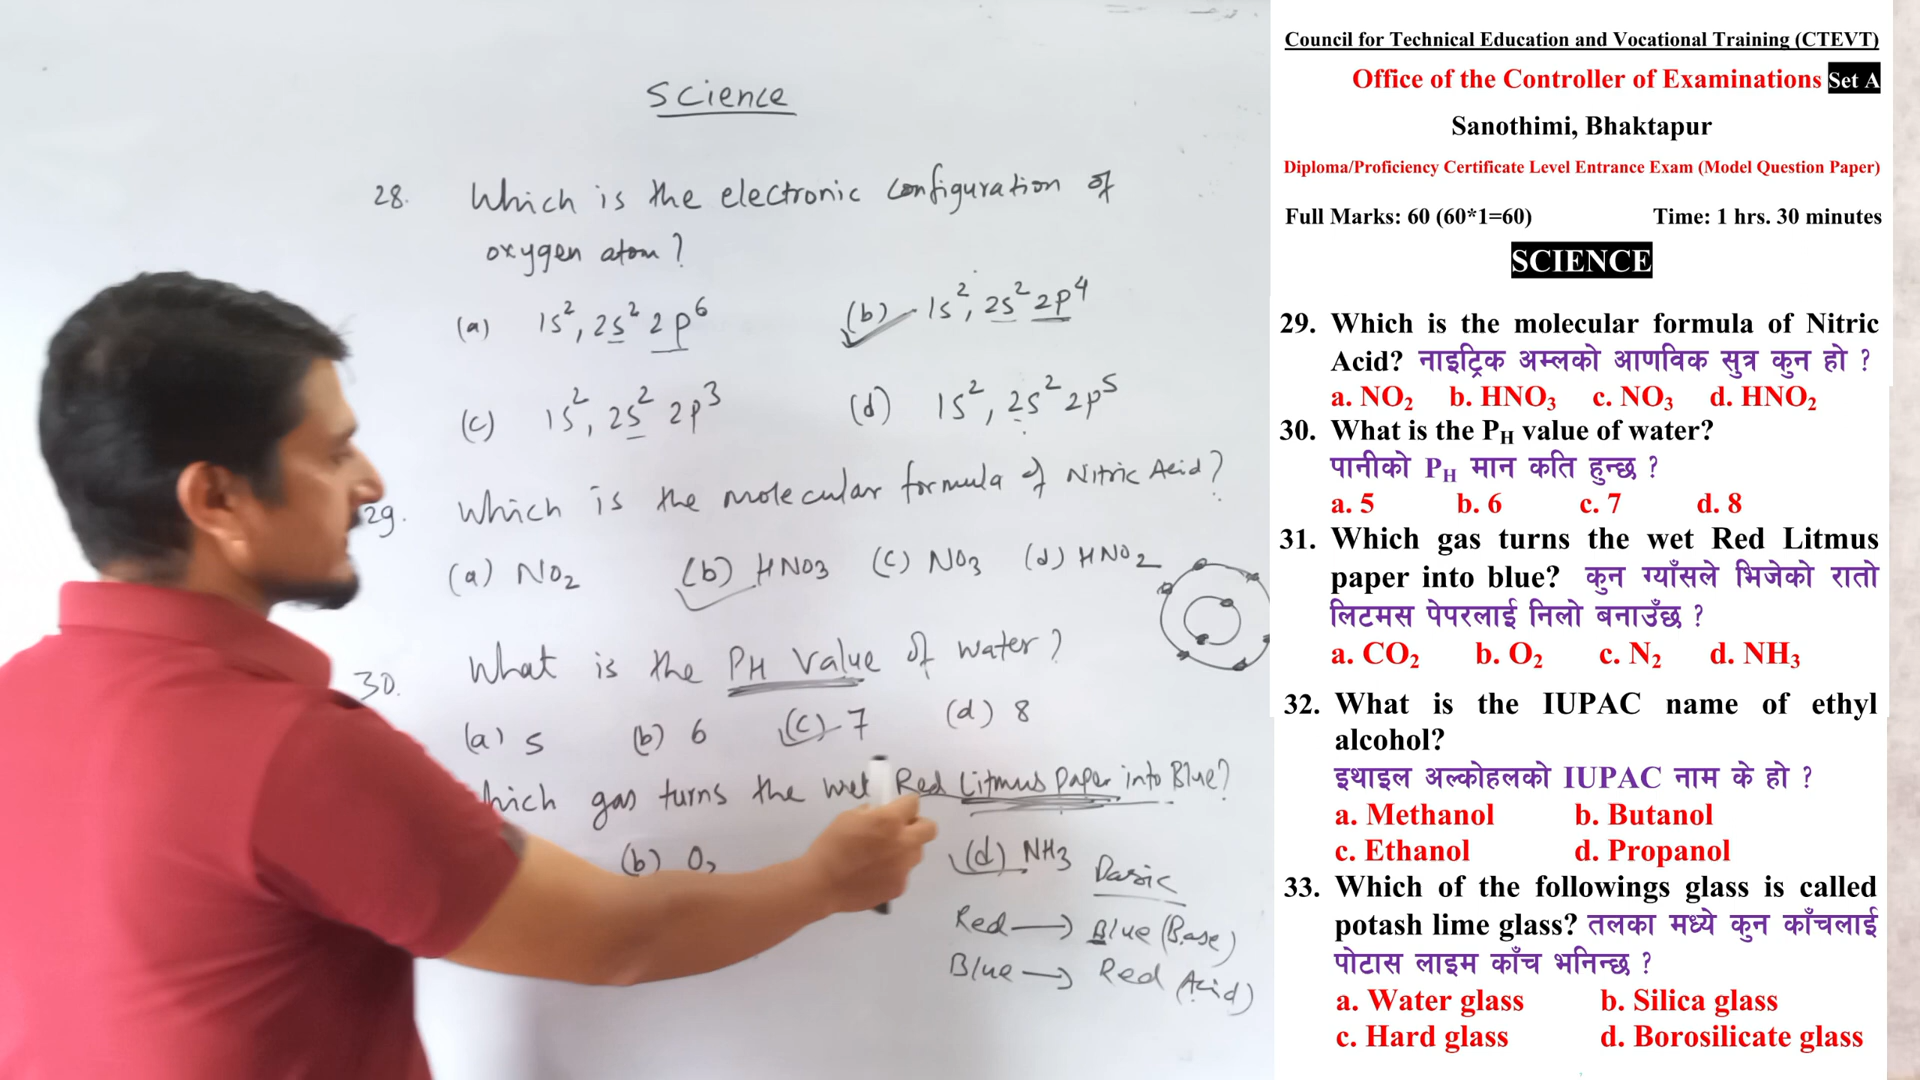 Science
28. Which is the electronic configuration of
oxygen atom?
(a) 1s², 2s² 2p⁶ (b) 1s², 2s² 2p⁴
(c) 1s², 2s² 2p³ (d) 1s², 2s² 2p⁵
29. Which is the molecular formula of Nitric Acid?
(a) NO₂ (b) HNO₃ (c) NO₃ (d) HNO₂
30. What is the PH Value of water?
(a) 5 (b) 6 (c) 7 (d) 8
gas turns the wet Red Litmus Paper into Blue?
(b) O₂ (d) NH₃ Basic
Red → Blue (Base)
Blue → Red (Acid)
Council for Technical Education and Vocational Training (CTEVT)
Office of the Controller of Examinations Set A
Sanothimi, Bhaktapur
Diploma/Proficiency Certificate Level Entrance Exam (Model Question Paper)
Full Marks: 60 (60*1=60) Time: 1 hrs. 30 minutes
SCIENCE
29. Which is the molecular formula of Nitric
Acid? नाइट्रिक अम्लको आणविक सुत्र कुन हो ?
a. NO₂ b. HNO₃ c. NO₃ d. HNO₂
30. What is the P_H value of water?
पानीको P_H मान कति हुन्छ ?
a. 5 b. 6 c. 7 d. 8
31. Which gas turns the wet Red Litmus
paper into blue? कुन ग्याँसले भिजेको रातो
लिटमस पेपरलाई निलो बनाउँछ ?
a. CO₂ b. O₂ c. N₂ d. NH₃
32. What is the IUPAC name of ethyl
alcohol?
इथाइल अल्कोहलको IUPAC नाम के हो ?
a. Methanol b. Butanol
c. Ethanol d. Propanol
33. Which of the followings glass is called
potash lime glass? तलका मध्ये कुन काँचलाई
पोटास लाइम काँच भनिन्छ ?
a. Water glass b. Silica glass
c. Hard glass d. Borosilicate glass